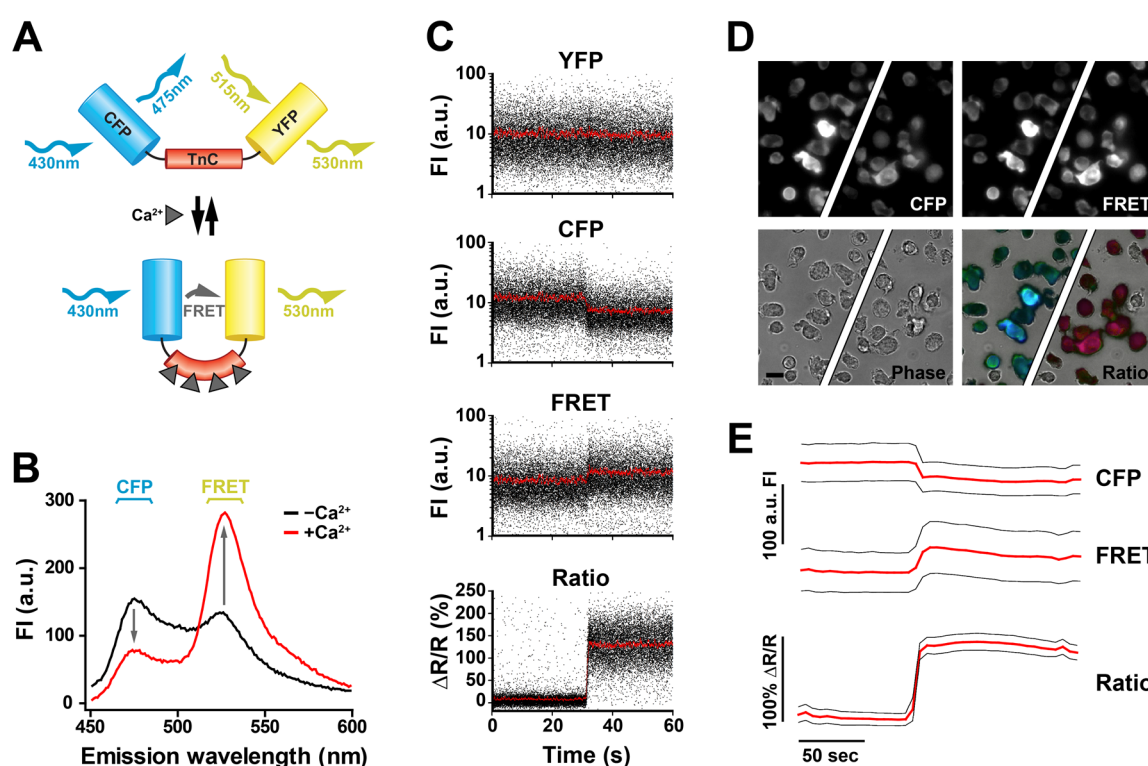 A
475nm
515nm
CFP
YFP
TnC
430nm
530nm
Ca²⁺
FRET
430nm
530nm
B
CFP
FRET
−Ca²⁺
+Ca²⁺
FI (a.u.)
300
200
100
0
450
500
550
600
Emission wavelength (nm)
C
YFP
FI (a.u.)
100
10
1
CFP
FI (a.u.)
100
10
1
FRET
FI (a.u.)
100
10
1
Ratio
ΔR/R (%)
250
200
150
100
50
0
0
20
40
60
Time (s)
D
CFP
FRET
Phase
Ratio
E
CFP
100 a.u. FI
FRET
100% ΔR/R
Ratio
50 sec